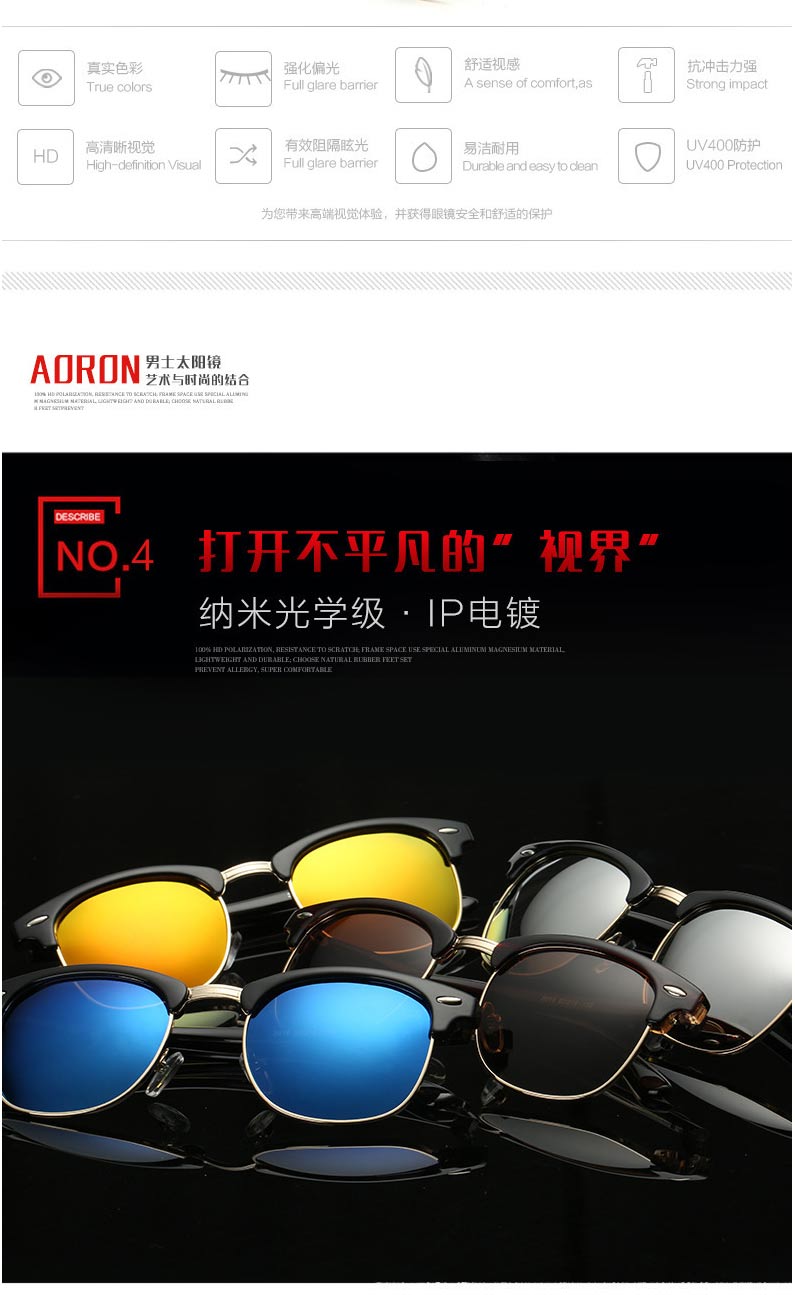 真实色彩
True colors
强化偏光
Full glare barrier
舒适视感
A sense of comfort,as
抗冲击力强
Strong impact
HD
高清晰视觉
High-definition Visual
有效阻隔眩光
Full glare barrier
易洁耐用
Durable and easy to clean
UV400防护
UV400 Protection
为您带来高端视觉体验，并获得眼镜安全和舒适的保护
AORON
男士太阳镜
艺术与时尚的结合
100% HD POLARIZATION, RESISTANCE TO SCRATCH; FRAME SPACE USE SPECIAL ALUMINU
M MAGNESIUM MATERIAL, LIGHTWEIGHT AND DURABLE; CHOOSE NATURAL RUBBE
R FEET SETPREVENT
DESCRIBE
NO.4
打开不平凡的“ 视界“
纳米光学级 · IP电镀
100% HD POLARIZATION, RESISTANCE TO SCRATCH; FRAME SPACE USE SPECIAL ALUMINUM MAGNESIUM MATERIAL,
LIGHTWEIGHT AND DURABLE; CHOOSE NATURAL RUBBER FEET SET
PREVENT ALLERGY, SUPER COMFORTABLE